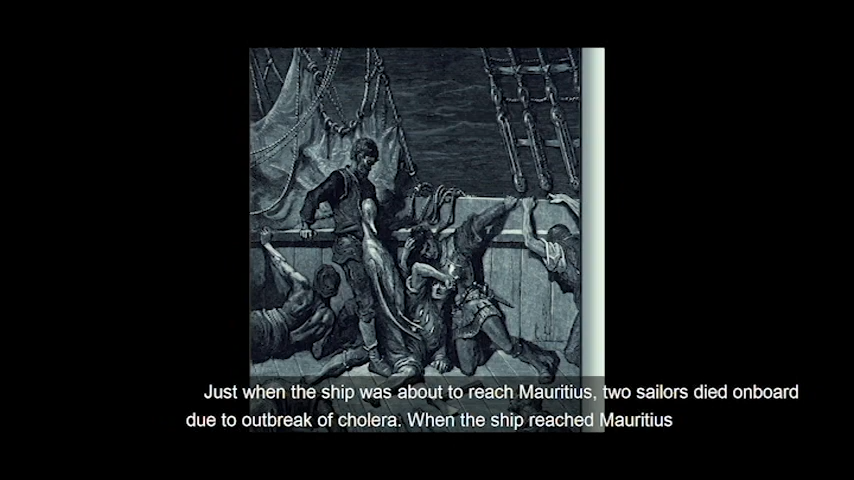 Just when the ship was about to reach Mauritius, two sailors died onboard
due to outbreak of cholera. When the ship reached Mauritius